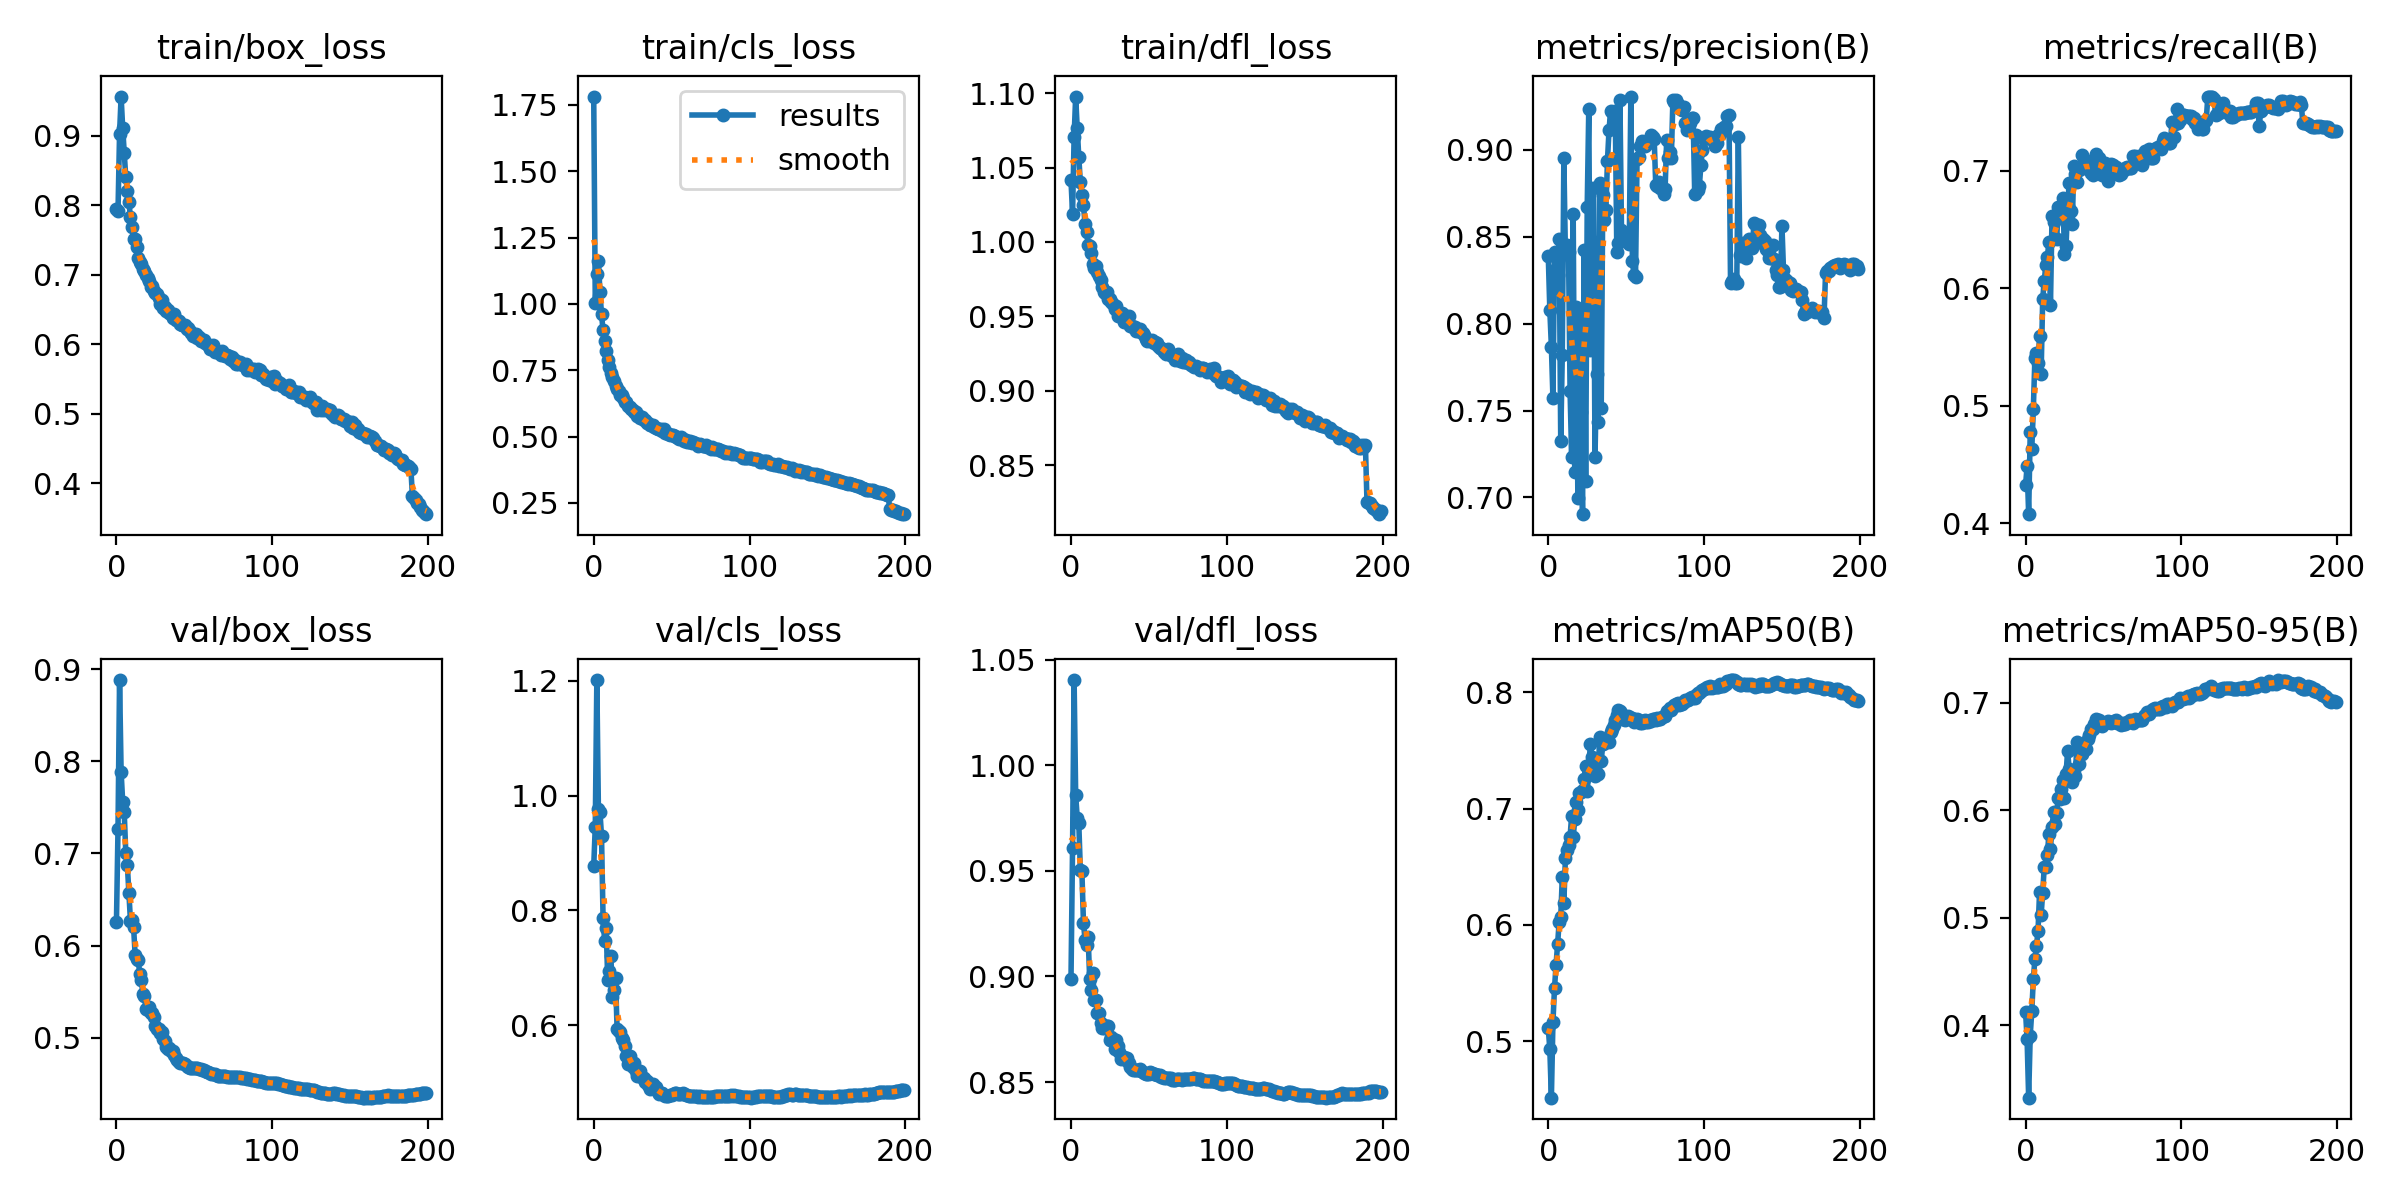 train/box_loss
0.9
0.8
0.7
0.6
0.5
0.4
0 100 200
train/cls_loss
1.75
1.50
1.25
1.00
0.75
0.50
0.25
results
smooth
0 100 200
train/dfl_loss
1.10
1.05
1.00
0.95
0.90
0.85
0 100 200
metrics/precision(B)
0.90
0.85
0.80
0.75
0.70
0 100 200
metrics/recall(B)
0.7
0.6
0.5
0.4
0 100 200
val/box_loss
0.9
0.8
0.7
0.6
0.5
0 100 200
val/cls_loss
1.2
1.0
0.8
0.6
0 100 200
val/dfl_loss
1.05
1.00
0.95
0.90
0.85
0 100 200
metrics/mAP50(B)
0.8
0.7
0.6
0.5
0 100 200
metrics/mAP50-95(B)
0.7
0.6
0.5
0.4
0 100 200